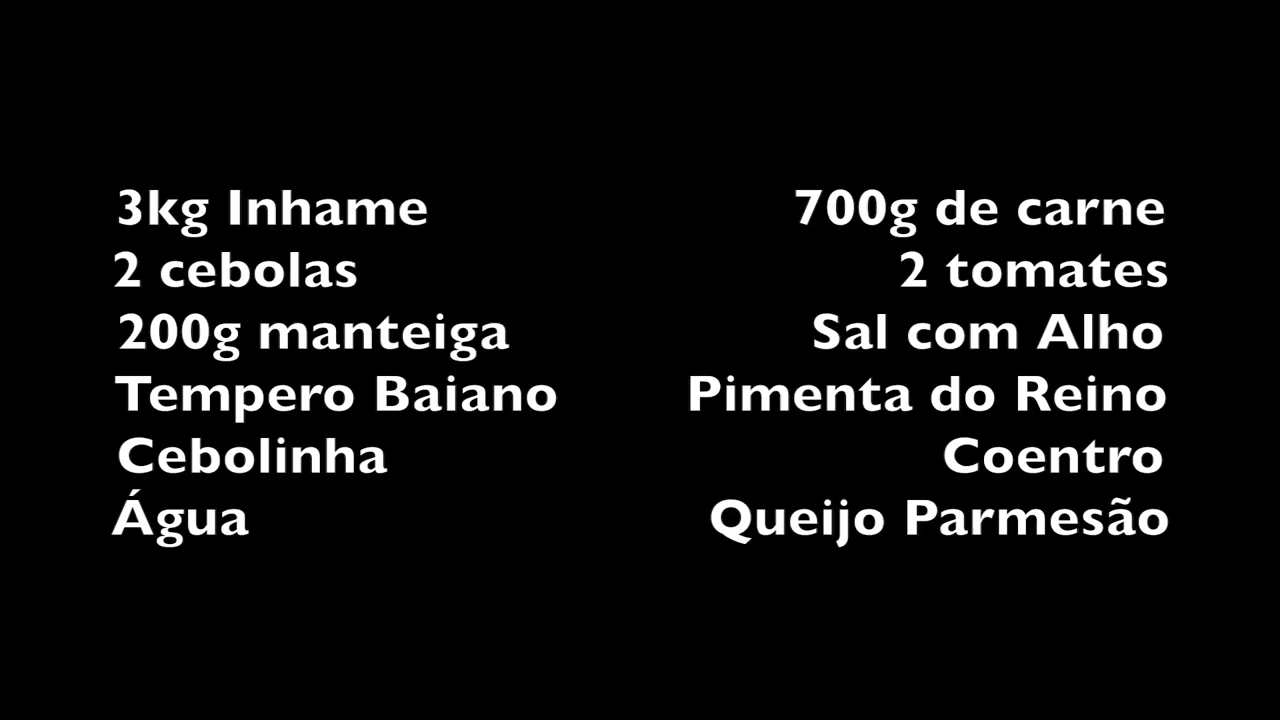 3kg Inhame
2 cebolas
200g manteiga
Tempero Baiano
Cebolinha
Água
700g de carne
2 tomates
Sal com Alho
Pimenta do Reino
Coentro
Queijo Parmesão